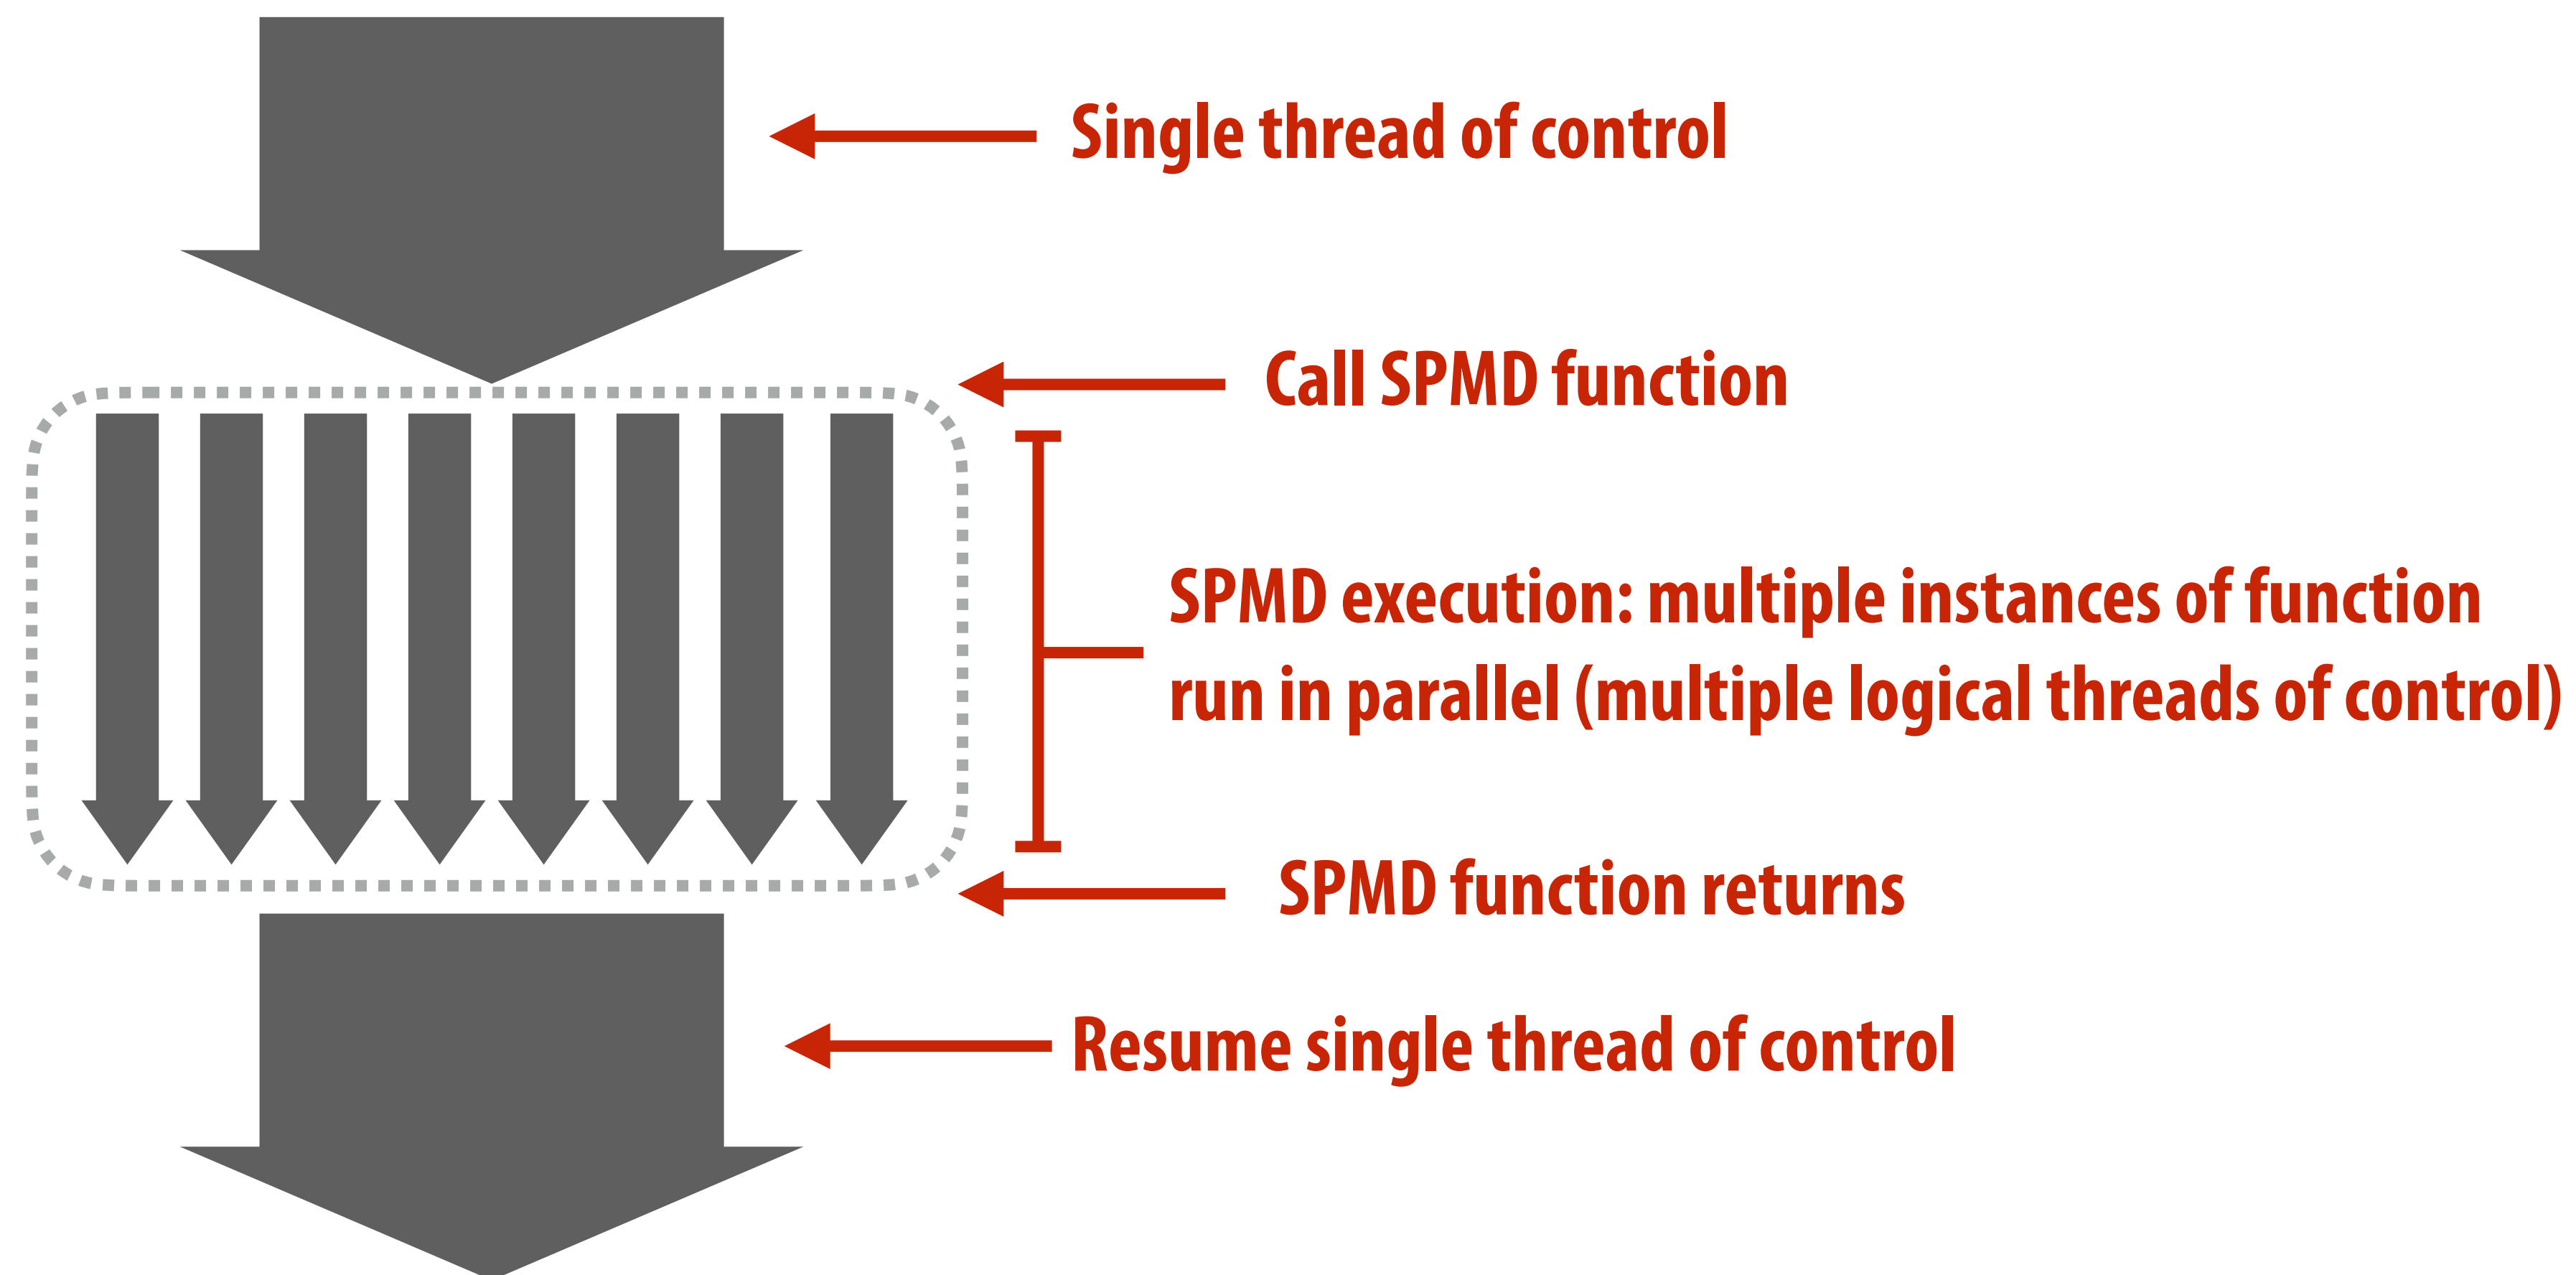 Single thread of control
Call SPMD function
SPMD execution: multiple instances of function
run in parallel (multiple logical threads of control)
SPMD function returns
Resume single thread of control